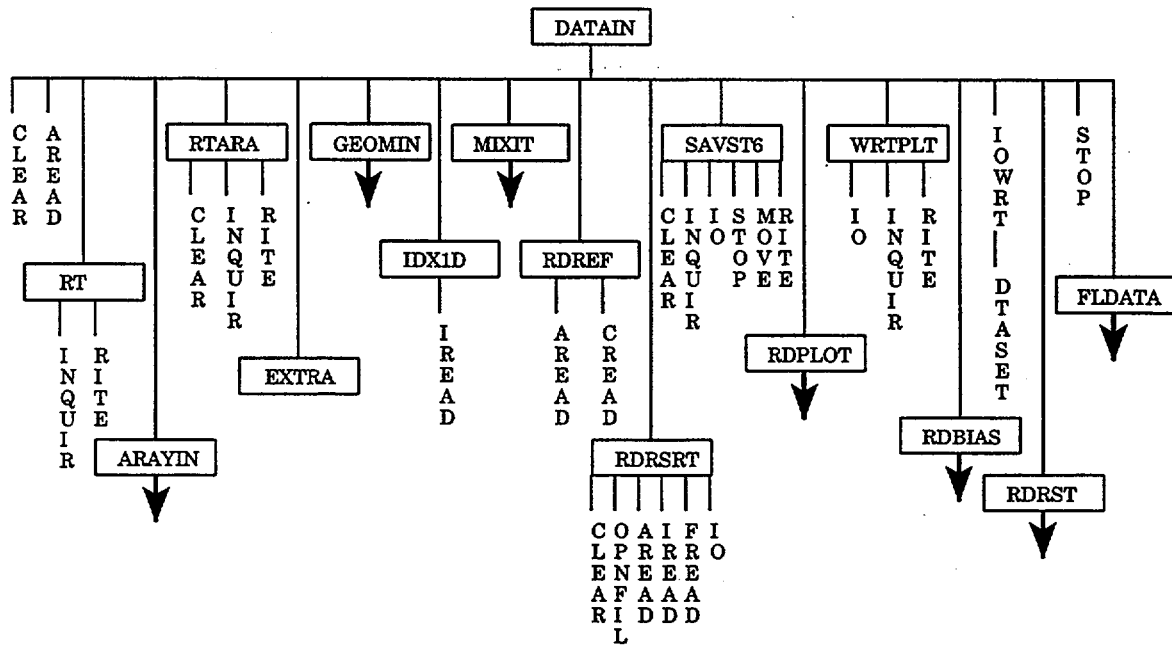 DATAIN
CLEAR
AREAD
RT
INQUIR
RITE
ARAYIN
RTARA
CLEAR
INQUIR
RITE
EXTRA
GEOMIN
IDX1D
IREAD
MIXIT
RDREF
AREAD
CREAD
RDRSRT
CLEAR
OPNFIL
AREAD
IREAD
FREAD
IO
SAVST6
CLEAR
INQUIR
IO
STOP
MOVE
RITE
RDPLOT
WRTPLT
IO
INQUIR
RITE
RDBIAS
IOWRT
DTASET
RDRST
STOP
FLDATA